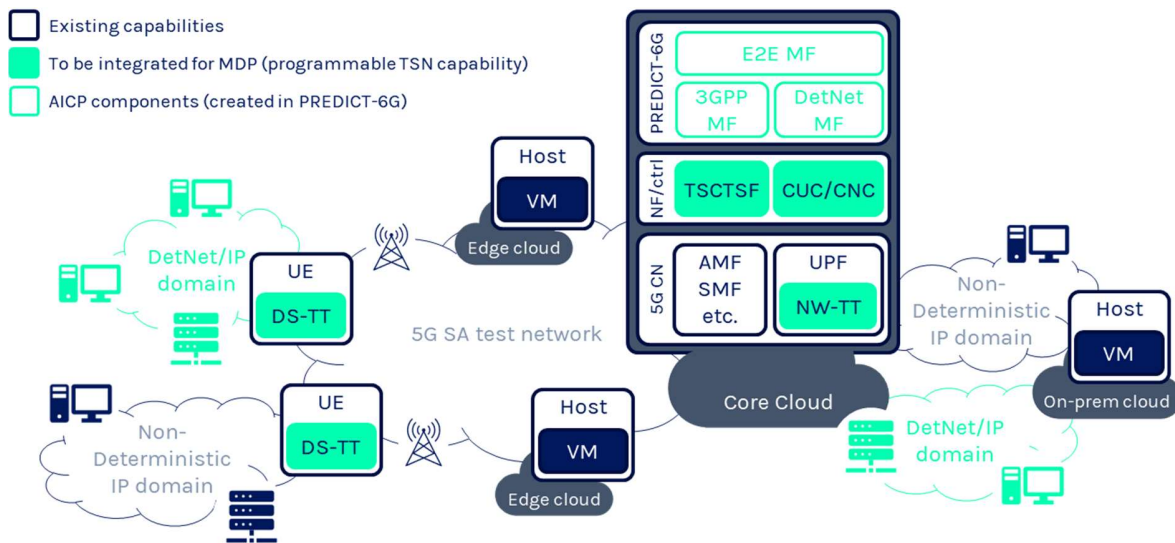 Existing capabilities
To be integrated for MDP (programmable TSN capability)
AICP components (created in PREDICT-6G)
PREDICT-6G
E2E MF
3GPP
MF
DetNet
MF
NF/ctrl
TSCTSF
CUC/CNC
5G CN
AMF
SMF
etc.
UPF
NW-TT
Host
VM
Edge cloud
DetNet/IP
domain
UE
DS-TT
5G SA test network
Non-
Deterministic
IP domain
Host
VM
On-prem cloud
Core Cloud
UE
DS-TT
Non-
Deterministic
IP domain
Host
VM
Edge cloud
DetNet/IP
domain